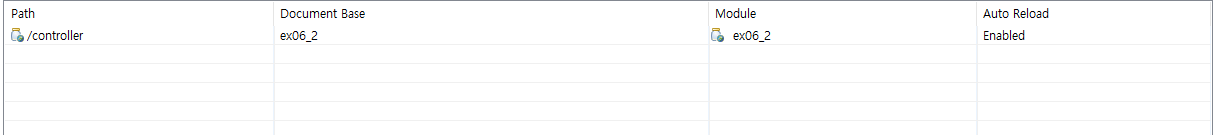 Path Document Base Module Auto Reload
/controller ex06_2 ex06_2 Enabled